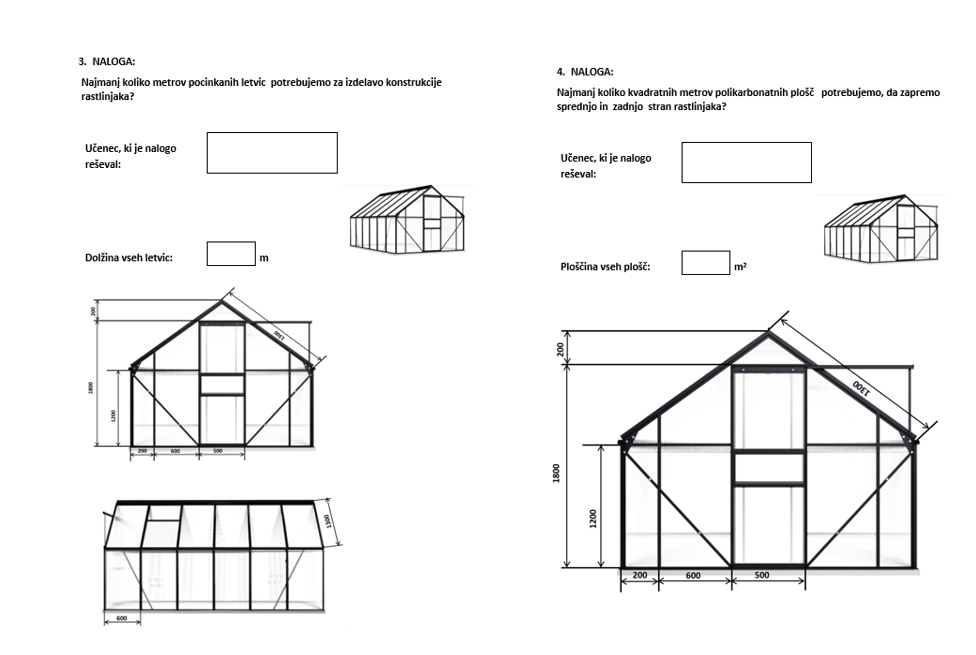 3. NALOGA:
Najmanj koliko metrov pocinkanih letvic potrebujemo za izdelavo konstrukcije
rastlinjaka?
Učenec, ki je nalogo
reševal:
Dolžina vseh letvic:
m
200
1300
1800
1200
200
600
500
1300
600
4. NALOGA:
Najmanj koliko kvadratnih metrov polikarbonatnih plošč potrebujemo, da zapremo
sprednjo in zadnjo stran rastlinjaka?
Učenec, ki je nalogo
reševal:
Ploščina vseh plošč:
m²
200
1300
1800
1200
200
600
500